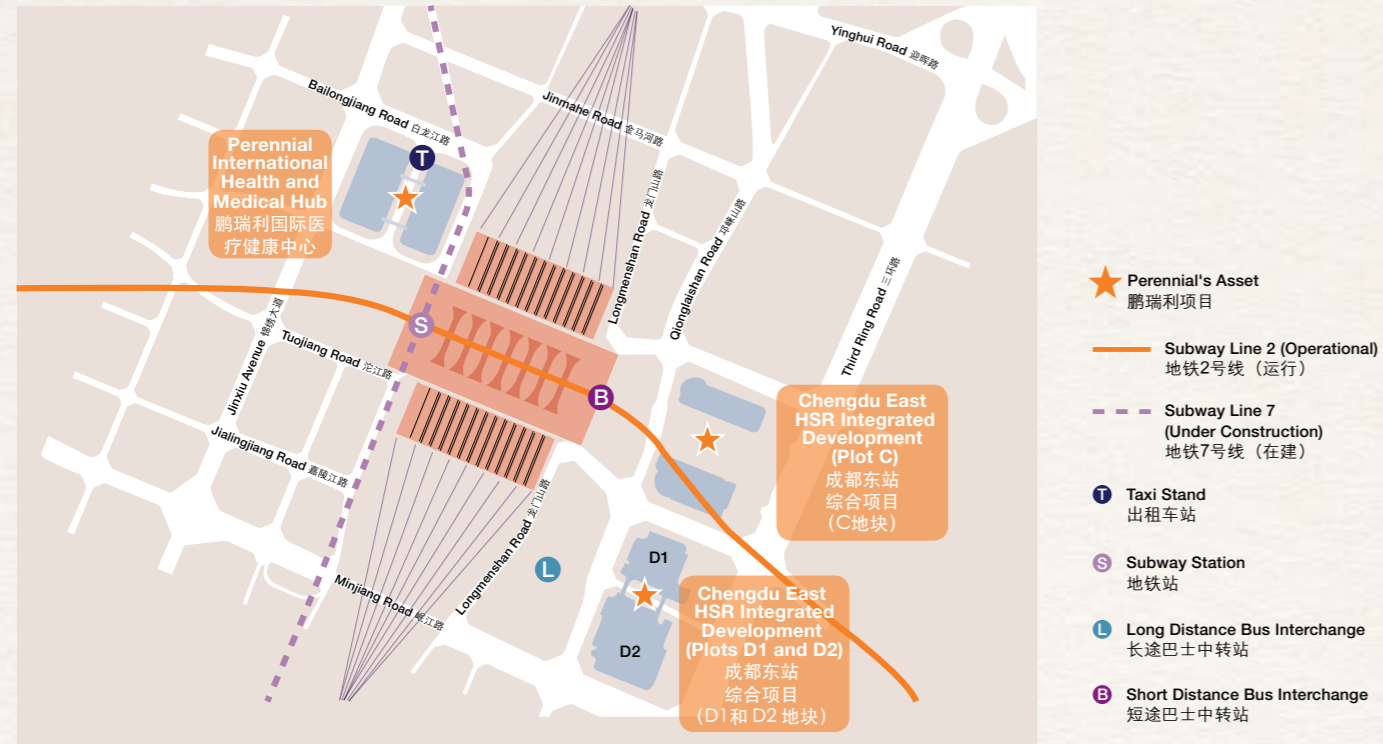 Yinghui Road 迎晖路
Bailongjiang Road 白龙江路
Jinmahe Road 金马河路
Perennial
International
Health and
Medical Hub
鹏瑞利国际医
疗健康中心
T
Longmenshan Road 龙门山路
Qionglaishan Road 邛崃山路
Third Ring Road 三环路
Jinxiu Avenue 锦绣大道
Tuojiang Road 沱江路
S
B
Jialingjiang Road 嘉陵江路
Chengdu East
HSR Integrated
Development
(Plot C)
成都东站
综合项目
(C地块)
Longmenshan Road 龙门山路
L
Minjiang Road 岷江路
D1
D2
Chengdu East
HSR Integrated
Development
(Plots D1 and D2)
成都东站
综合项目
(D1和 D2 地块)
Perennial's Asset
鹏瑞利项目
Subway Line 2 (Operational)
地铁2号线（运行）
Subway Line 7
(Under Construction)
地铁7号线（在建）
T Taxi Stand
出租车站
S Subway Station
地铁站
L Long Distance Bus Interchange
长途巴士中转站
B Short Distance Bus Interchange
短途巴士中转站